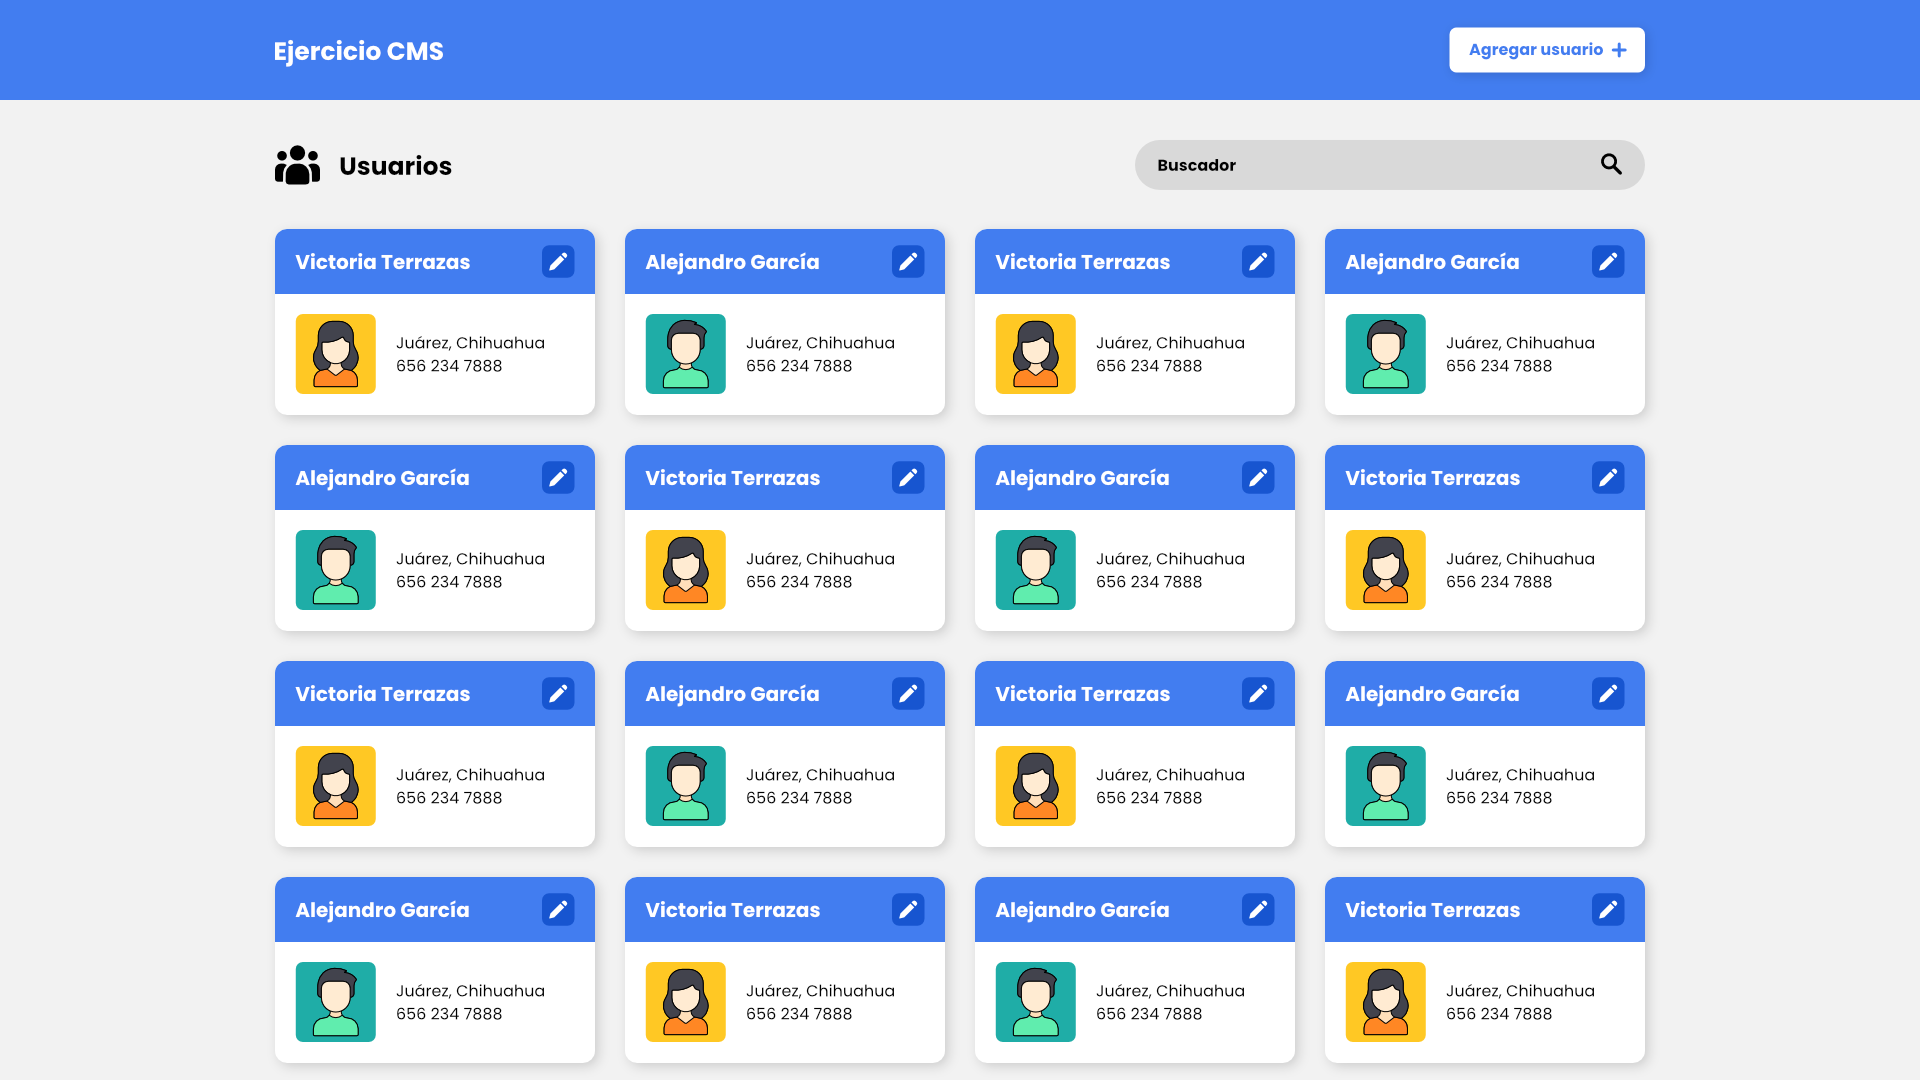 Ejercicio CMS
Agregar usuario
Usuarios
Buscador
Victoria Terrazas
Juárez, Chihuahua
656 234 7888
Alejandro García
Juárez, Chihuahua
656 234 7888
Victoria Terrazas
Juárez, Chihuahua
656 234 7888
Alejandro García
Juárez, Chihuahua
656 234 7888
Alejandro García
Juárez, Chihuahua
656 234 7888
Victoria Terrazas
Juárez, Chihuahua
656 234 7888
Alejandro García
Juárez, Chihuahua
656 234 7888
Victoria Terrazas
Juárez, Chihuahua
656 234 7888
Victoria Terrazas
Juárez, Chihuahua
656 234 7888
Alejandro García
Juárez, Chihuahua
656 234 7888
Victoria Terrazas
Juárez, Chihuahua
656 234 7888
Alejandro García
Juárez, Chihuahua
656 234 7888
Alejandro García
Juárez, Chihuahua
656 234 7888
Victoria Terrazas
Juárez, Chihuahua
656 234 7888
Alejandro García
Juárez, Chihuahua
656 234 7888
Victoria Terrazas
Juárez, Chihuahua
656 234 7888